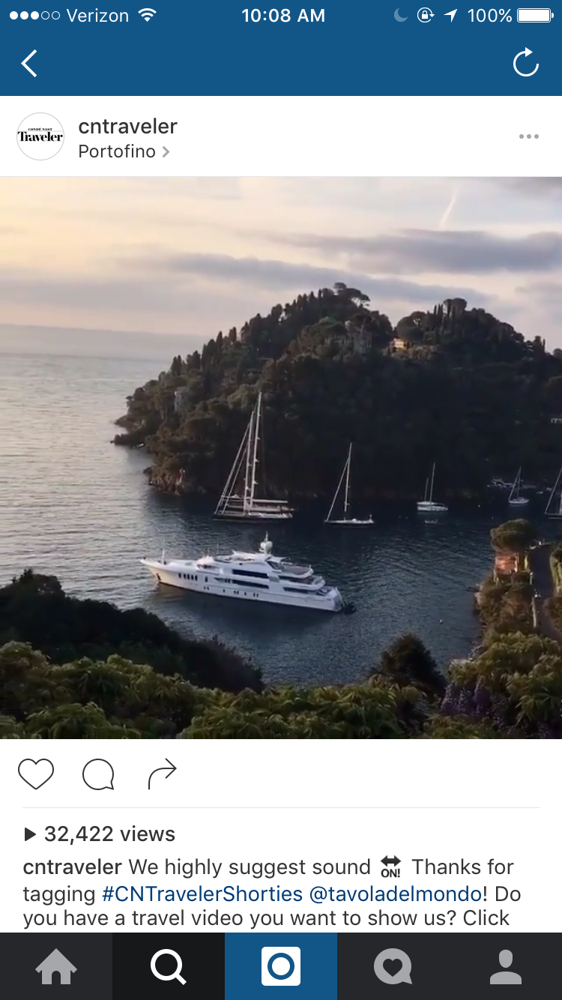 Verizon 10:08 AM 100%
CONDÉ NAST
Traveler
cntraveler
Portofino
32,422 views
cntraveler We highly suggest sound 🔛 Thanks for
tagging #CNTravelerShorties @tavoladelmondo! Do
you have a travel video you want to show us? Click